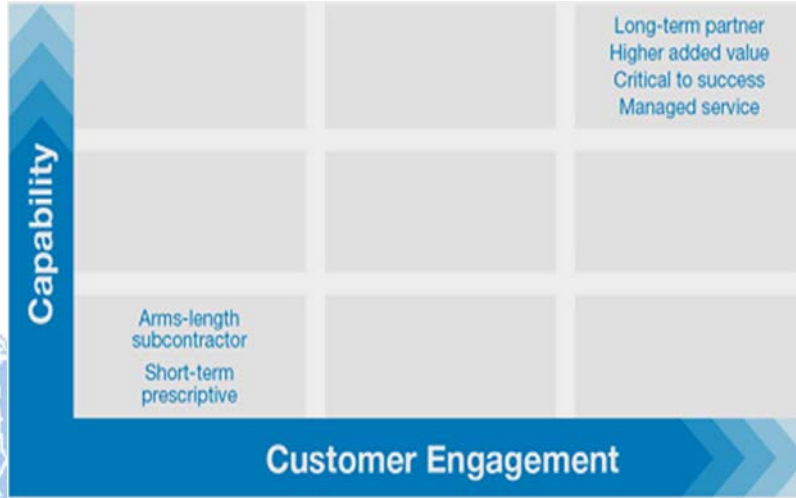 Long-term partner
Higher added value
Critical to success
Managed service
Capability
Arms-length
subcontractor
Short-term
prescriptive
Customer Engagement